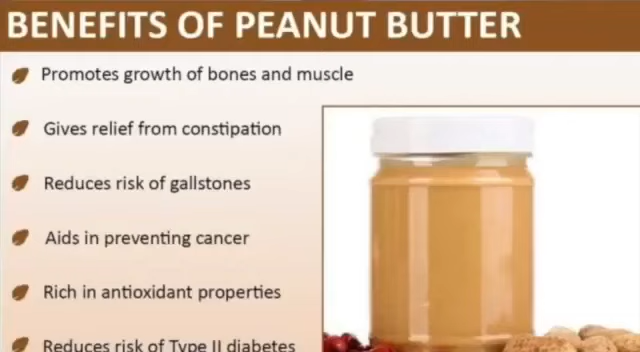 BENEFITS OF PEANUT BUTTER
Promotes growth of bones and muscle
Gives relief from constipation
Reduces risk of gallstones
Aids in preventing cancer
Rich in antioxidant properties
Reduces risk of Type II diabetes